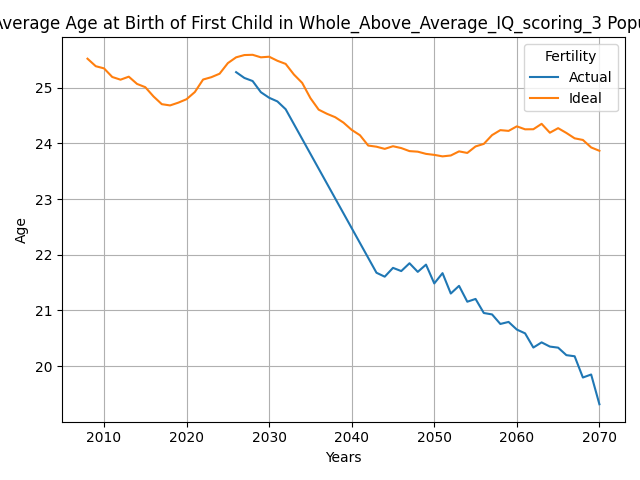 Average Age at Birth of First Child in Whole_Above_Average_IQ_scoring_3 Popu
Fertility
Actual
Ideal
Age
25
24
23
22
21
20
2010 2020 2030 2040 2050 2060 2070
Years